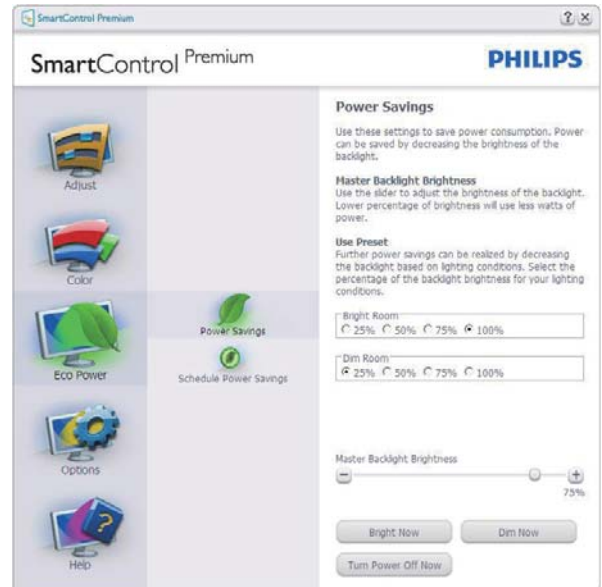 SmartControl Premium
SmartControl Premium
PHILIPS
Adjust
Color
Eco Power
Options
Help
Power Savings
Schedule Power Savings
Power Savings
Use these settings to save power consumption. Power
can be saved by decreasing the brightness of the
backlight.
Master Backlight Brightness
Use the slider to adjust the brightness of the backlight.
Lower percentage of brightness will use less watts of
power.
Use Preset
Further power savings can be realized by decreasing
the backlight based on lighting conditions. Select the
percentage of the backlight brightness for your lighting
conditions.
Bright Room
25% 50% 75% 100%
Dim Room
25% 50% 75% 100%
Master Backlight Brightness
75%
Bright Now Dim Now
Turn Power Off Now